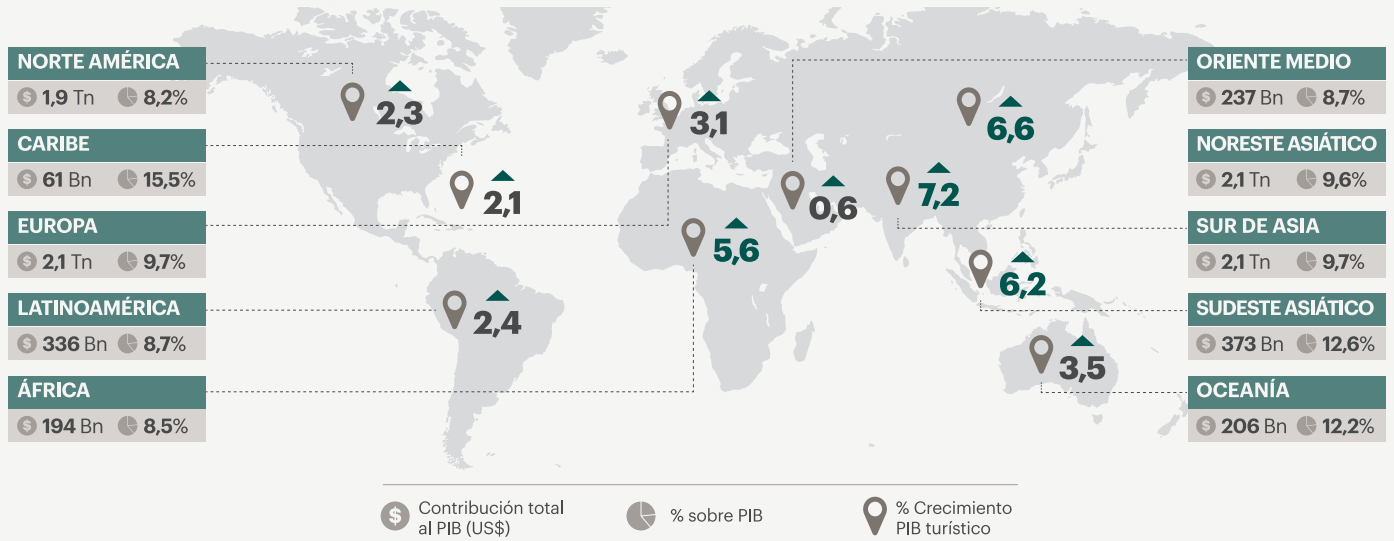 NORTE AMÉRICA
$ 1,9 Tn 8,2%
CARIBE
$ 61 Bn 15,5%
EUROPA
$ 2,1 Tn 9,7%
LATINOAMÉRICA
$ 336 Bn 8,7%
ÁFRICA
$ 194 Bn 8,5%
2,3
2,1
2,4
3,1
5,6
0,6
7,2
6,6
6,2
3,5
ORIENTE MEDIO
$ 237 Bn 8,7%
NORESTE ASIÁTICO
$ 2,1 Tn 9,6%
SUR DE ASIA
$ 2,1 Tn 9,7%
SUDESTE ASIÁTICO
$ 373 Bn 12,6%
OCEANÍA
$ 206 Bn 12,2%
$ Contribución total
al PIB (US$)
% sobre PIB
% Crecimiento
PIB turístico